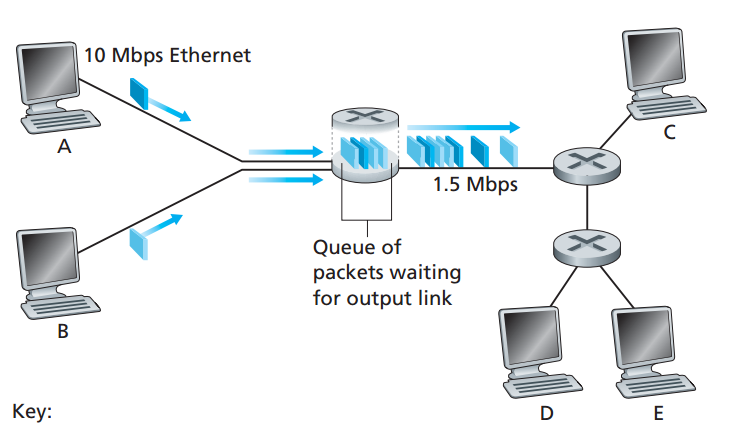 10 Mbps Ethernet
A
C
1.5 Mbps
Queue of
packets waiting
for output link
B
D
E
Key: